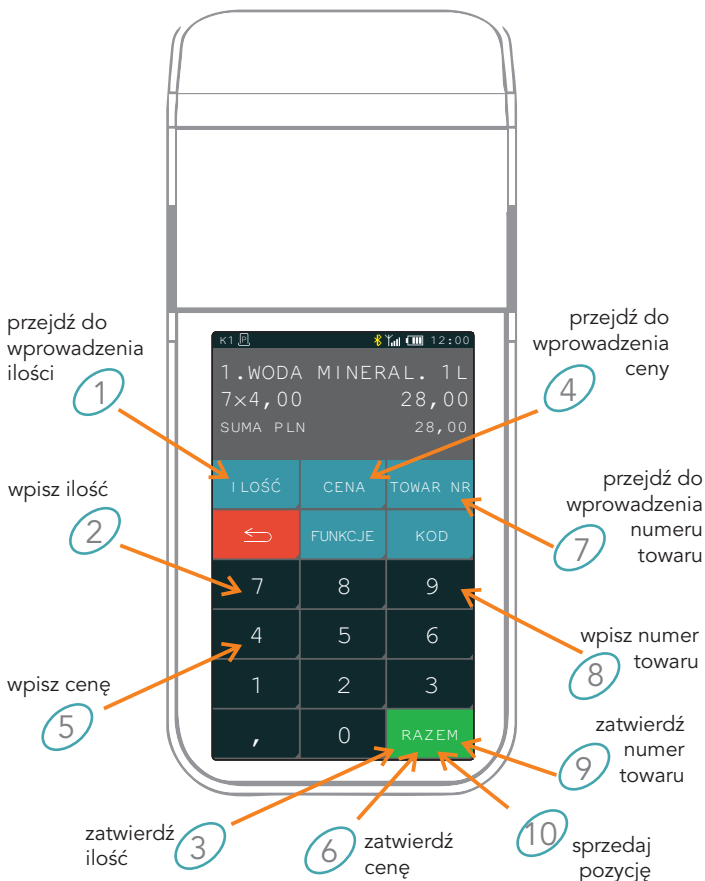 przejdź do
wprowadzenia
ilości
1
wpisz ilość
2
wpisz cenę
5
K1 P 12:00
1.WODA MINERAL. 1L
7×4,00 28,00
SUMA PLN 28,00
ILOŚĆ CENA TOWAR NR
FUNKCJE KOD
7 8 9
4 5 6
1 2 3
, 0 RAZEM
przejdź do
wprowadzenia
ceny
4
przejdź do
wprowadzenia
numeru
towaru
7
wpisz numer
towaru
8
zatwierdź
numer
towaru
9
zatwierdź
ilość
3
6
zatwierdź
cenę
10
sprzedaj
pozycję